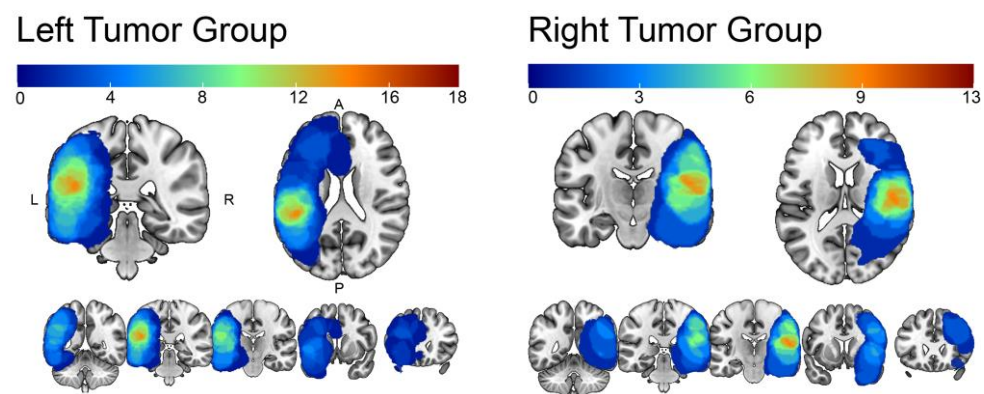 Left Tumor Group
0 4 8 12 16 18
A
L R
P
Right Tumor Group
0 3 6 9 13